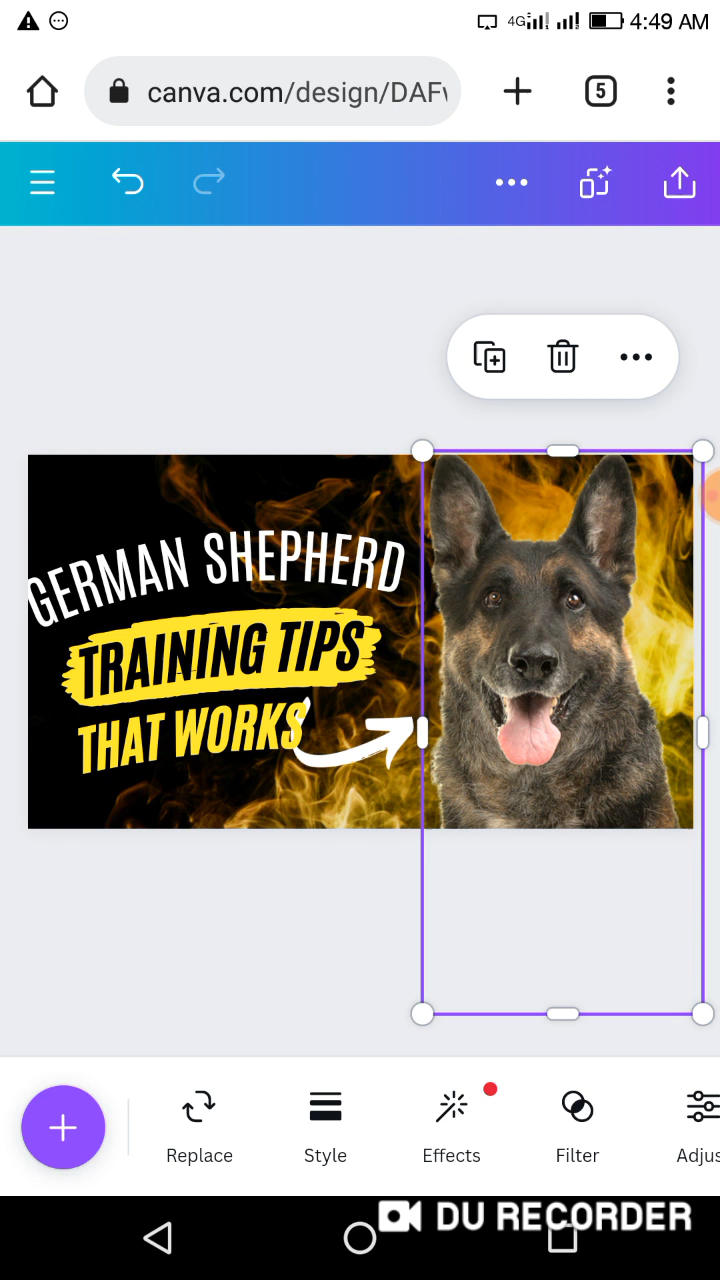 4G 4:49 AM
canva.com/design/DAF
5
GERMAN SHEPHERD
TRAINING TIPS
THAT WORKS
Replace Style Effects Filter Adjus
DU RECORDER